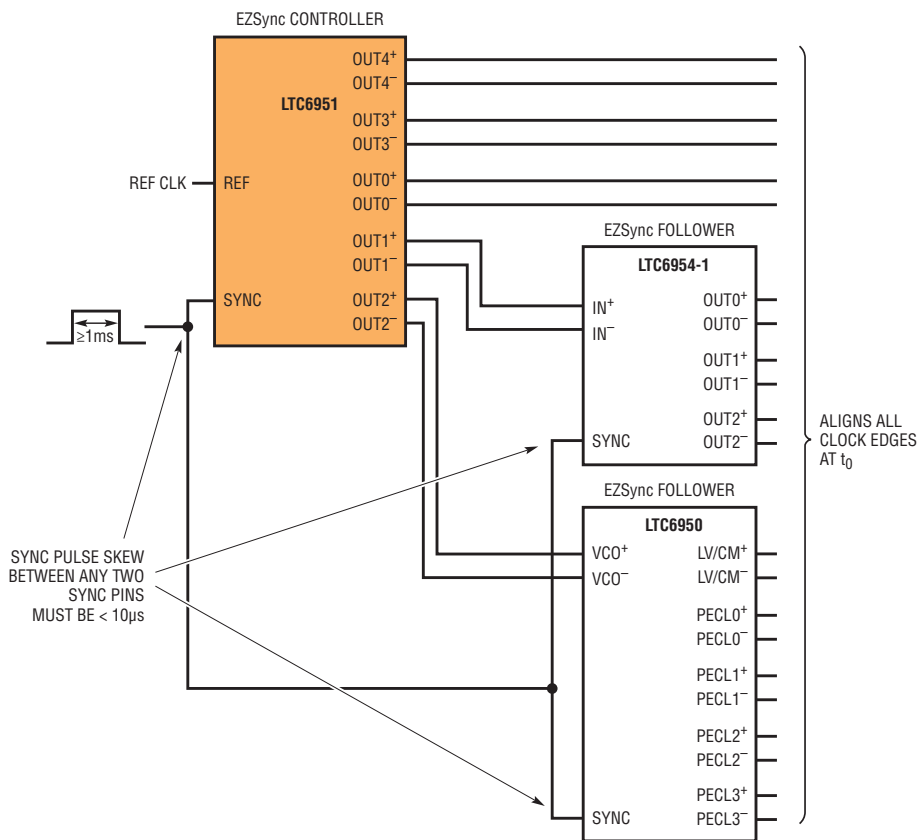 EZSync CONTROLLER
LTC6951
REF CLK
REF
SYNC
≥1ms
OUT4⁺
OUT4⁻
OUT3⁺
OUT3⁻
OUT0⁺
OUT0⁻
OUT1⁺
OUT1⁻
OUT2⁺
OUT2⁻
EZSync FOLLOWER
LTC6954-1
IN⁺
IN⁻
SYNC
OUT0⁺
OUT0⁻
OUT1⁺
OUT1⁻
OUT2⁺
OUT2⁻
EZSync FOLLOWER
LTC6950
VCO⁺
VCO⁻
SYNC
LV/CM⁺
LV/CM⁻
PECL0⁺
PECL0⁻
PECL1⁺
PECL1⁻
PECL2⁺
PECL2⁻
PECL3⁺
PECL3⁻
SYNC PULSE SKEW
BETWEEN ANY TWO
SYNC PINS
MUST BE < 10µs
ALIGNS ALL
CLOCK EDGES
AT t₀